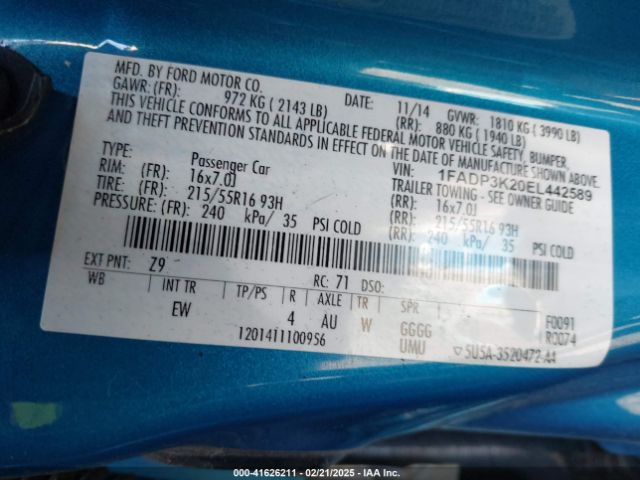 MFD. BY FORD MOTOR CO.
DATE: 11/14 GVWR: 1810 KG ( 3990 LB)
GAWR: (FR): 972 KG ( 2143 LB) (RR): 880 KG ( 1940 LB)
THIS VEHICLE CONFORMS TO ALL APPLICABLE FEDERAL MOTOR VEHICLE SAFETY, BUMPER,
AND THEFT PREVENTION STANDARDS IN EFFECT ON THE DATE OF MANUFACTURE SHOWN ABOVE.
VIN: 1FADP3K20EL442589
TYPE: Passenger Car TRAILER TOWING - SEE OWNER GUIDE
RIM: (FR): 16x7.0J (RR): 16x7.0J
TIRE: (FR): 215/55R16 93H (RR): 215/55R16 93H
PRESSURE: (FR): 240 kPa/ 35 PSI COLD (RR): 240 kPa/ 35 PSI COLD
EXT PNT: Z9 RC: 71 DSO:
WB INT TR TP/PS R AXLE TR SPR F0091
EW 4 AU W GGGG R0074
1201411100956 UMU ▽5U5A-3520472-AA
000-41626211 — 02/21/2025 — IAA Inc.